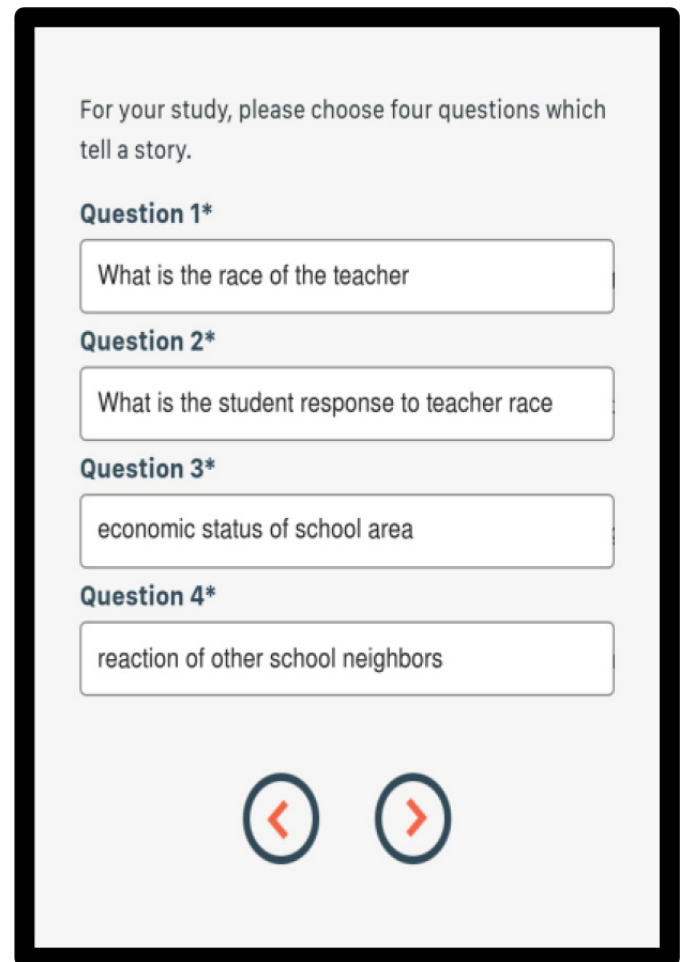 For your study, please choose four questions which
tell a story.
Question 1*
What is the race of the teacher
Question 2*
What is the student response to teacher race
Question 3*
economic status of school area
Question 4*
reaction of other school neighbors